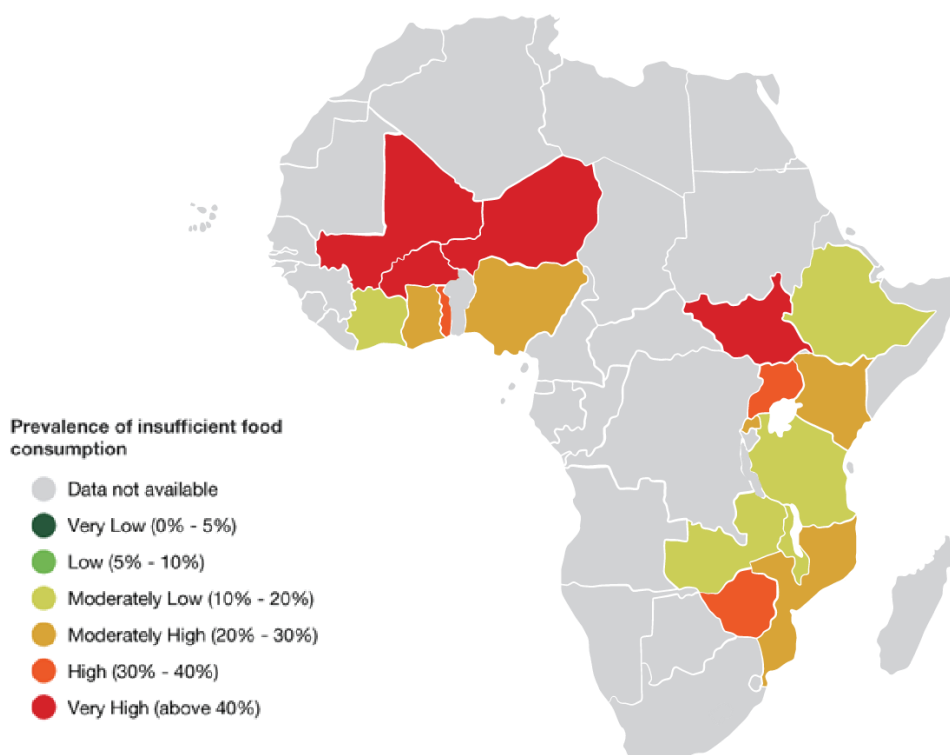 Prevalence of insufficient food
consumption
Data not available
Very Low (0% - 5%)
Low (5% - 10%)
Moderately Low (10% - 20%)
Moderately High (20% - 30%)
High (30% - 40%)
Very High (above 40%)